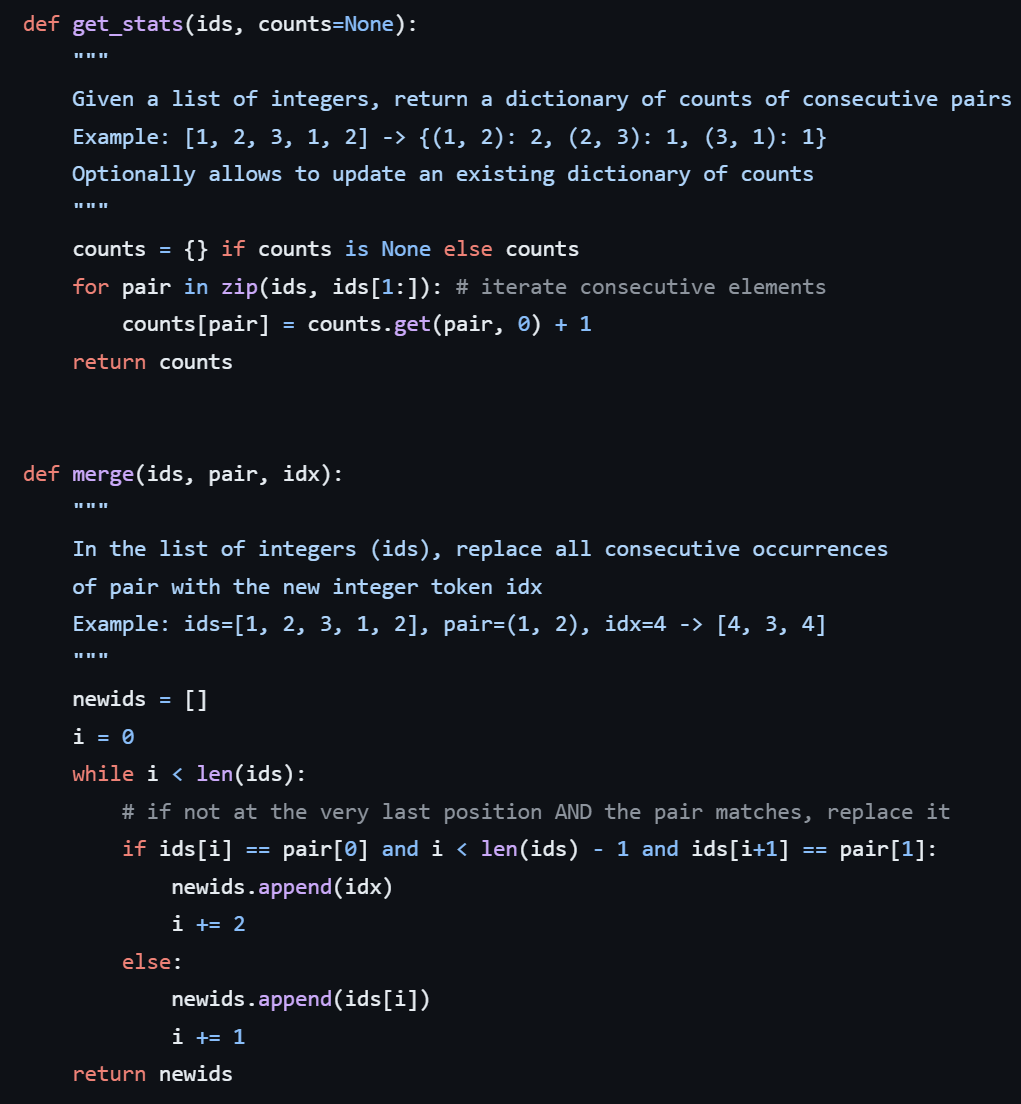 def get_stats(ids, counts=None):
    """
    Given a list of integers, return a dictionary of counts of consecutive pairs
    Example: [1, 2, 3, 1, 2] -> {(1, 2): 2, (2, 3): 1, (3, 1): 1}
    Optionally allows to update an existing dictionary of counts
    """
    counts = {} if counts is None else counts
    for pair in zip(ids, ids[1:]): # iterate consecutive elements
        counts[pair] = counts.get(pair, 0) + 1
    return counts
def merge(ids, pair, idx):
    """
    In the list of integers (ids), replace all consecutive occurrences
    of pair with the new integer token idx
    Example: ids=[1, 2, 3, 1, 2], pair=(1, 2), idx=4 -> [4, 3, 4]
    """
    newids = []
    i = 0
    while i < len(ids):
        # if not at the very last position AND the pair matches, replace it
        if ids[i] == pair[0] and i < len(ids) - 1 and ids[i+1] == pair[1]:
            newids.append(idx)
            i += 2
        else:
            newids.append(ids[i])
            i += 1
    return newids